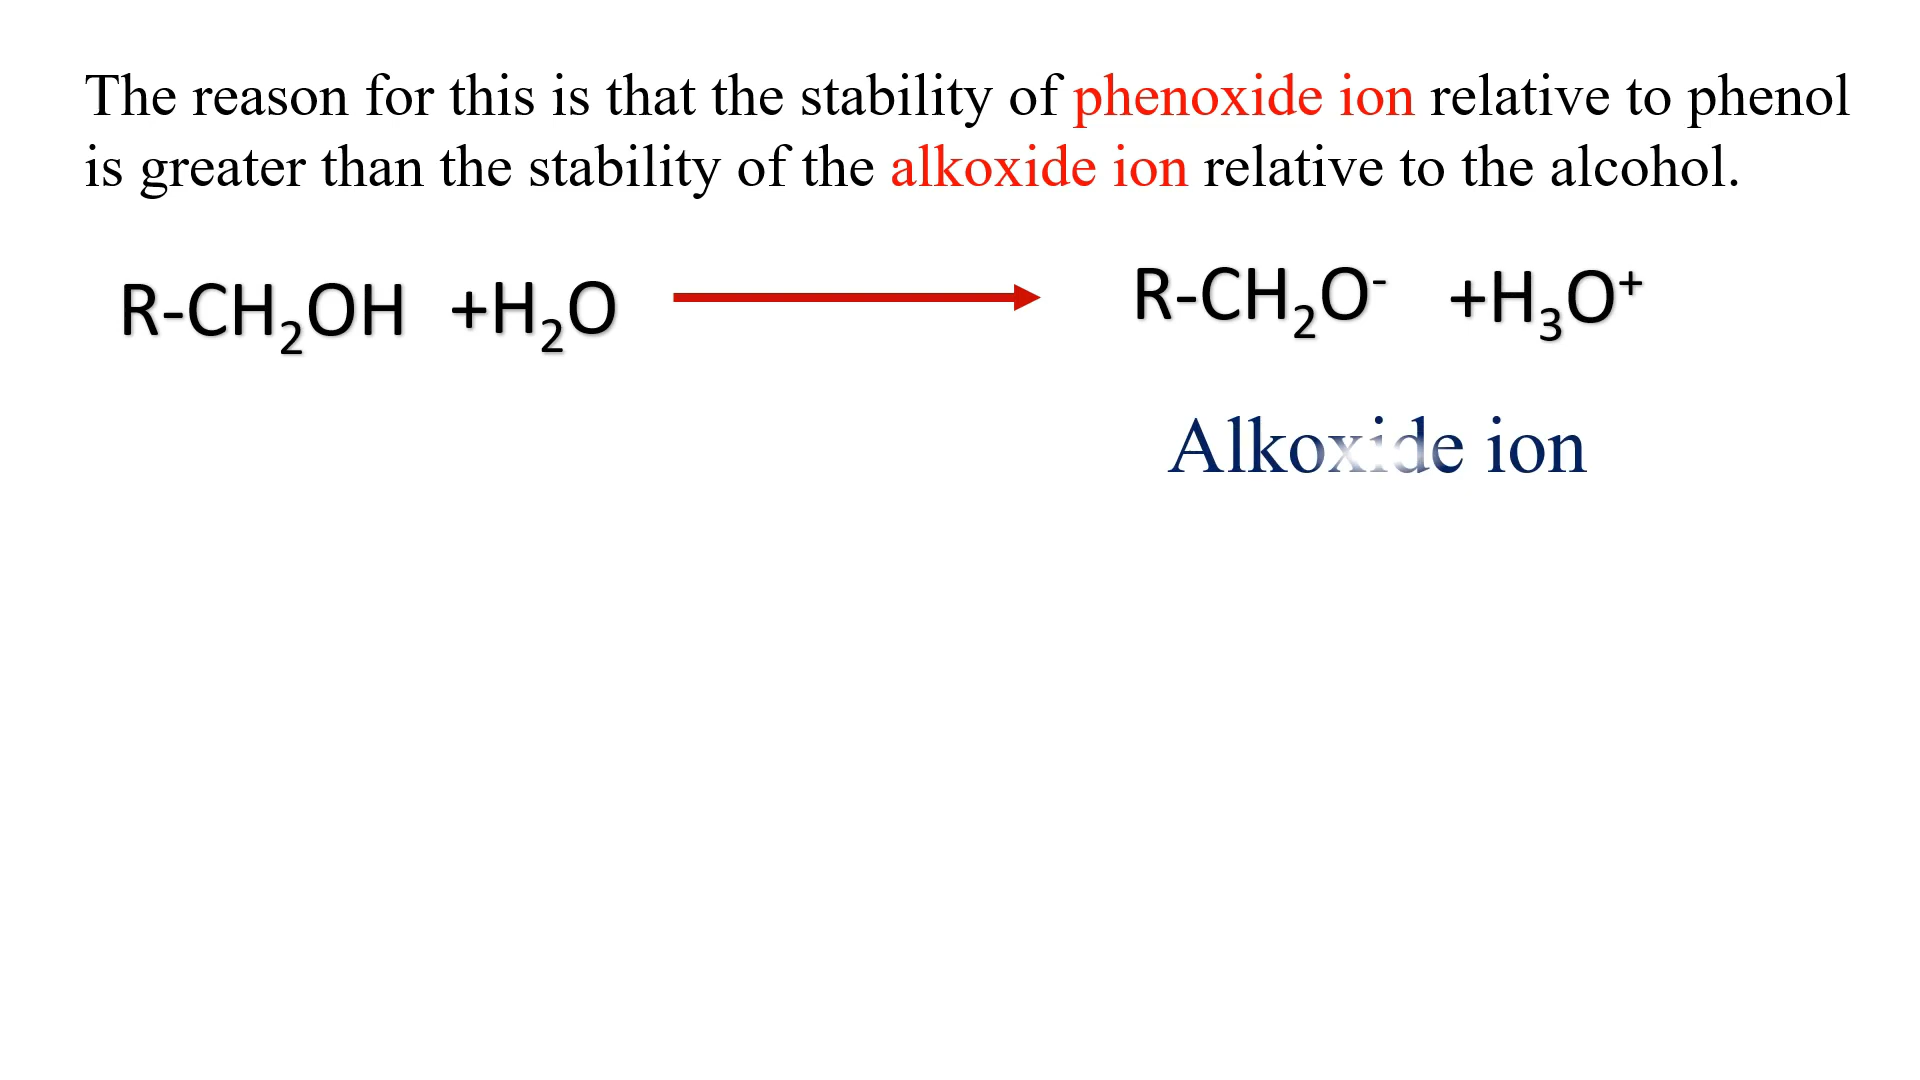 The reason for this is that the stability of phenoxide ion relative to phenol
is greater than the stability of the alkoxide ion relative to the alcohol.
R-CH₂OH +H₂O R-CH₂O⁻ +H₃O⁺
Alkoxide ion